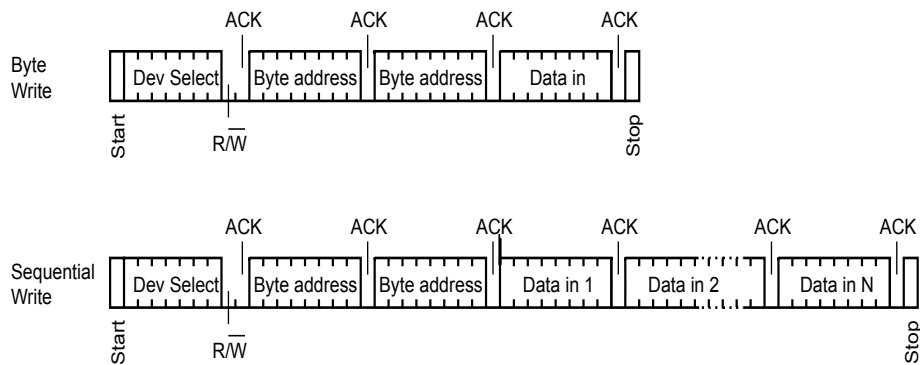 ACK ACK ACK ACK
Byte
Write
Dev Select Byte address Byte address Data in
Start
R/W̅
Stop
ACK ACK ACK ACK ACK ACK
Sequential
Write
Dev Select Byte address Byte address Data in 1 Data in 2 Data in N
Start
R/W̅
Stop